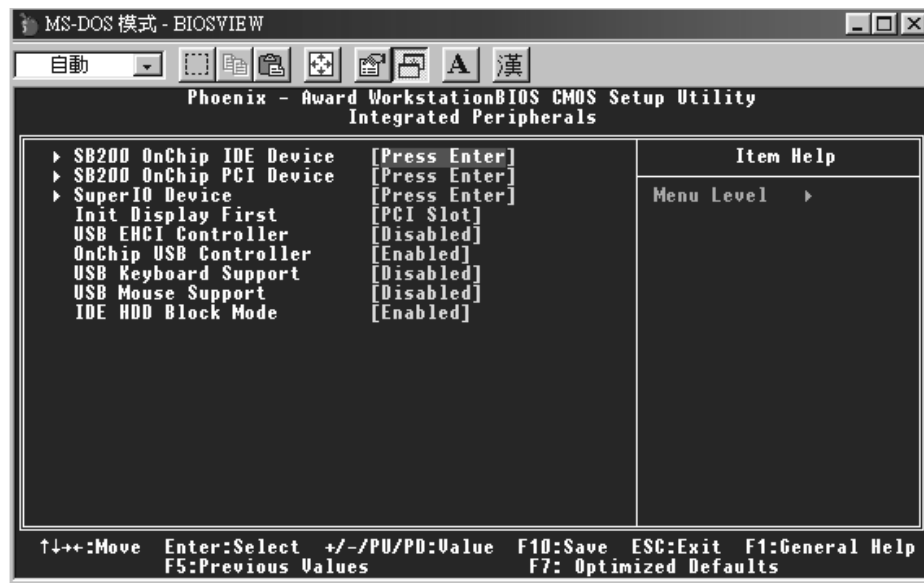 MS-DOS 模式 - BIOSVIEW
自動
A 漢
Phoenix - Award WorkstationBIOS CMOS Setup Utility
Integrated Peripherals
▸ SB200 OnChip IDE Device [Press Enter]
▸ SB200 OnChip PCI Device [Press Enter]
▸ SuperIO Device [Press Enter]
Init Display First [PCI Slot]
USB EHCI Controller [Disabled]
OnChip USB Controller [Enabled]
USB Keyboard Support [Disabled]
USB Mouse Support [Disabled]
IDE HDD Block Mode [Enabled]
Item Help
Menu Level ▸
↑↓→←:Move Enter:Select +/-/PU/PD:Value F10:Save ESC:Exit F1:General Help
F5:Previous Values F7: Optimized Defaults